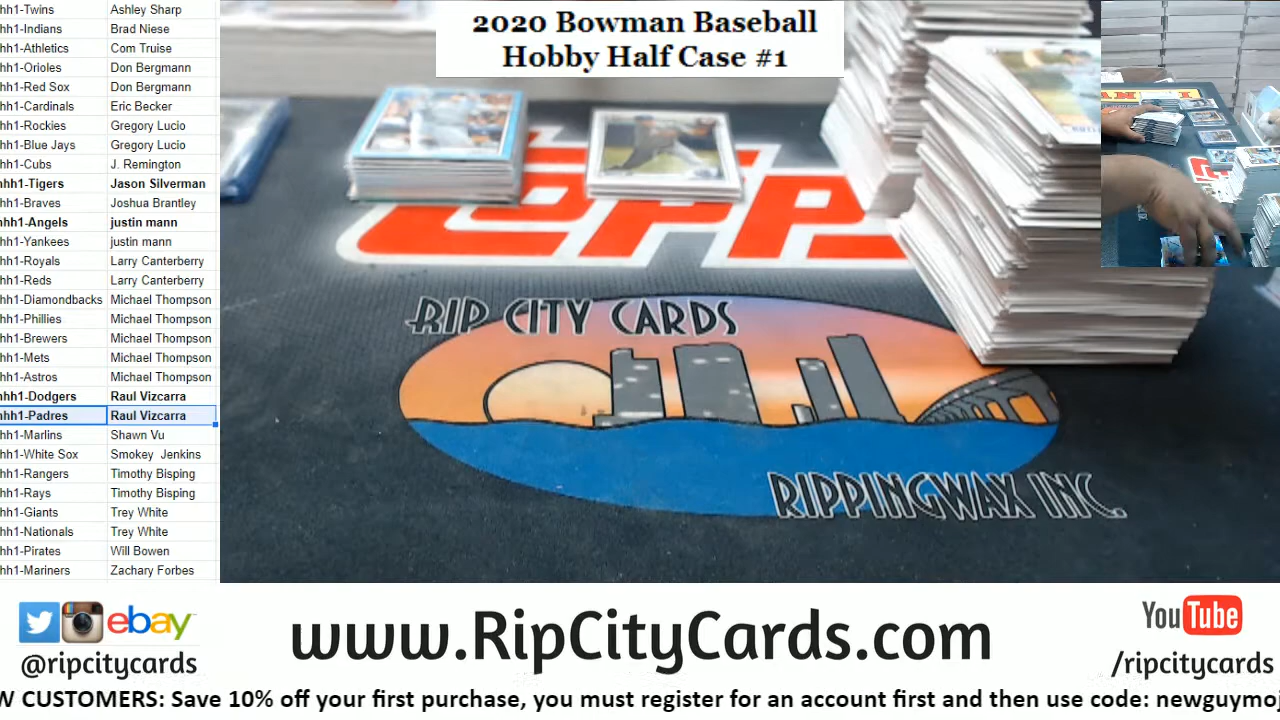 hh1-Twins Ashley Sharp
hh1-Indians Brad Niese
hh1-Athletics Com Truise
hh1-Orioles Don Bergmann
hh1-Red Sox Don Bergmann
hh1-Cardinals Eric Becker
hh1-Rockies Gregory Lucio
hh1-Blue Jays Gregory Lucio
hh1-Cubs J. Remington
hh1-Tigers Jason Silverman
hh1-Braves Joshua Brantley
hh1-Angels justin mann
hh1-Yankees justin mann
hh1-Royals Larry Canterberry
hh1-Reds Larry Canterberry
hh1-Diamondbacks Michael Thompson
hh1-Phillies Michael Thompson
hh1-Brewers Michael Thompson
hh1-Mets Michael Thompson
hh1-Astros Michael Thompson
hh1-Dodgers Raul Vizcarra
hh1-Padres Raul Vizcarra
hh1-Marlins Shawn Vu
hh1-White Sox Smokey Jenkins
hh1-Rangers Timothy Bisping
hh1-Rays Timothy Bisping
hh1-Giants Trey White
hh1-Nationals Trey White
hh1-Pirates Will Bowen
hh1-Mariners Zachary Forbes
2020 Bowman Baseball
Hobby Half Case #1
RIP CITY CARDS
RIPPINGWAX INC.
ebay
@ripcitycards
www.RipCityCards.com
YouTube
/ripcitycards
W CUSTOMERS: Save 10% off your first purchase, you must register for an account first and then use code: newguymoj